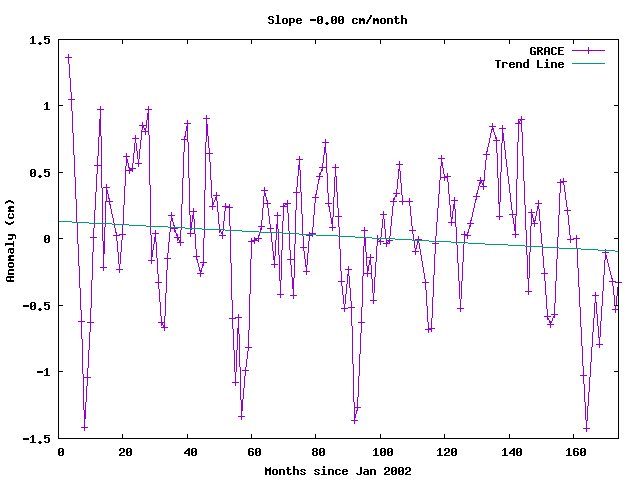 Slope -0.00 cm/month
GRACE
Trend Line
Anomaly (cm)
1.5
1
0.5
0
-0.5
-1
-1.5
0 20 40 60 80 100 120 140 160
Months since Jan 2002